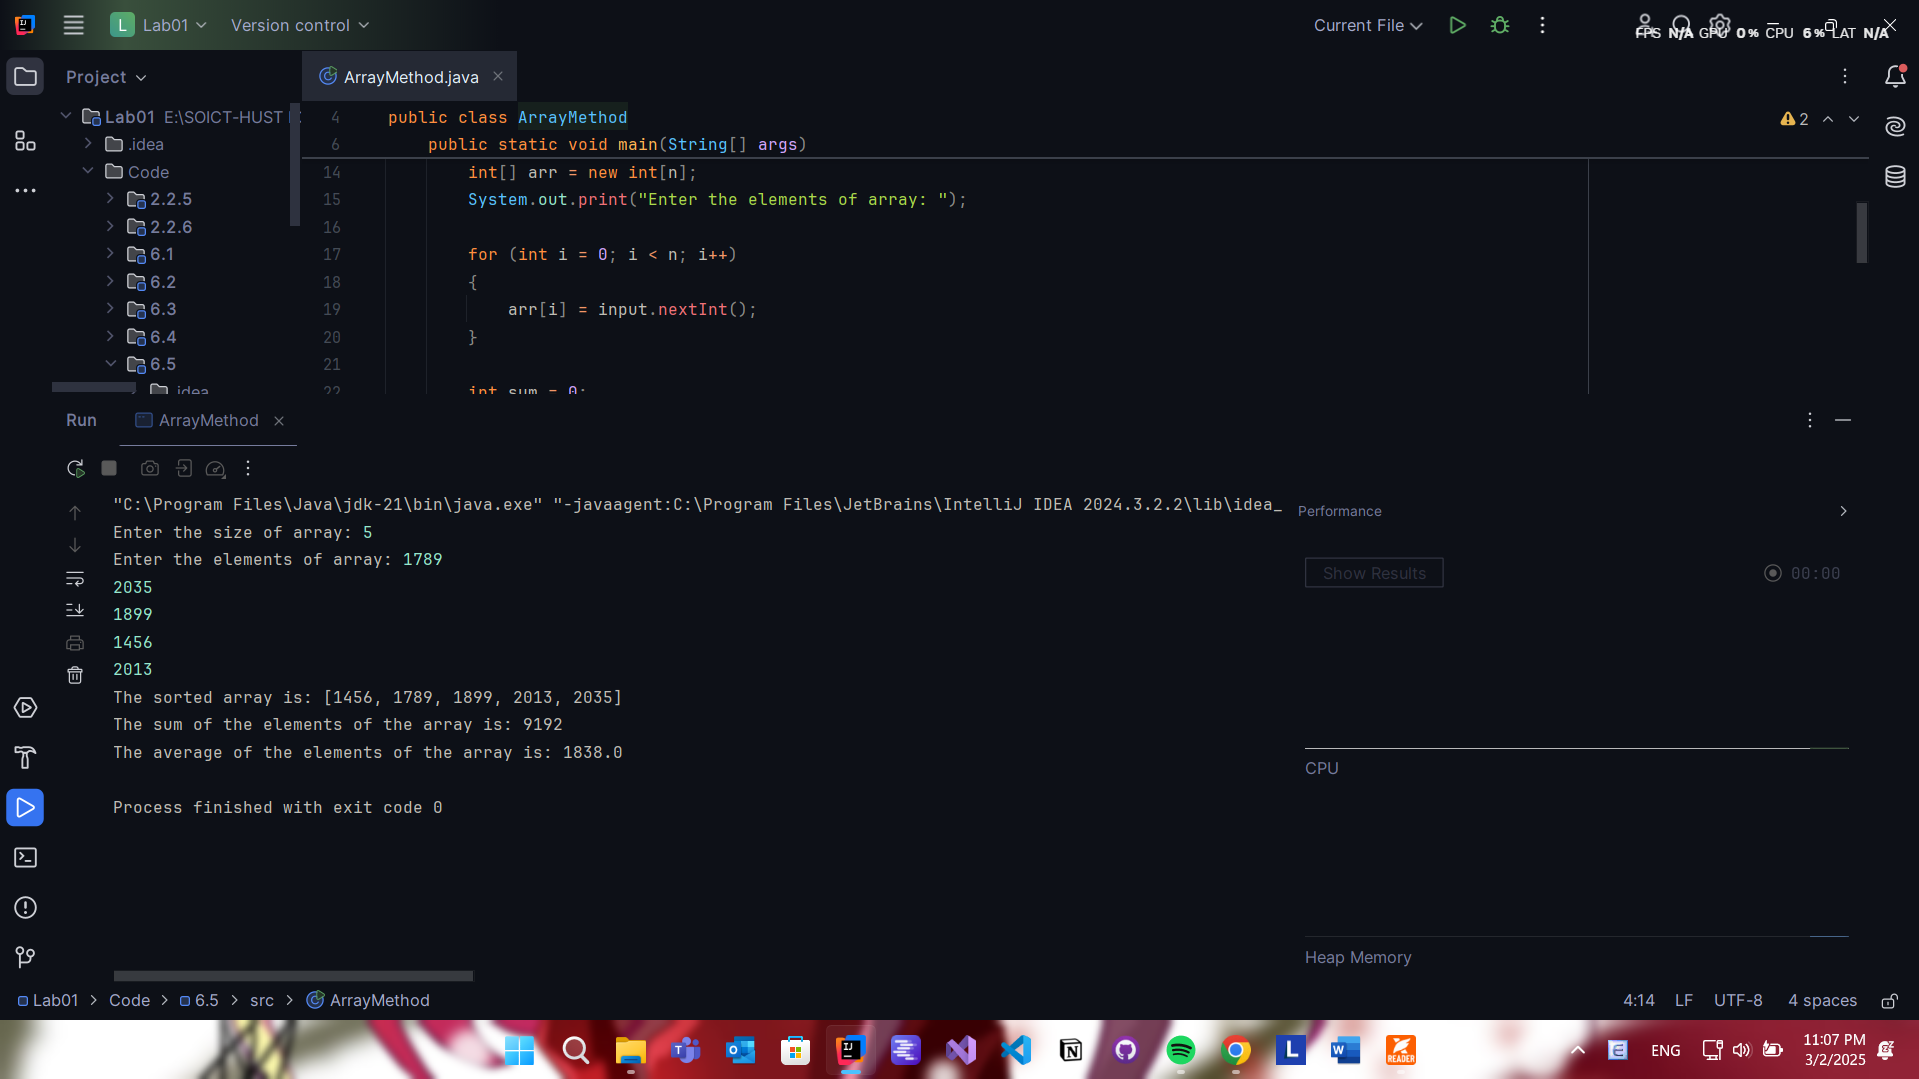 L Lab01 Version control Current File
FPS N/A GPU 0% CPU 6% LAT N/A
Project
ArrayMethod.java
Lab01 E:\SOICT-HUST
.idea
Code
2.2.5
2.2.6
6.1
6.2
6.3
6.4
6.5
.idea
4 public class ArrayMethod
6 public static void main(String[] args)
14 int[] arr = new int[n];
15 System.out.print("Enter the elements of array: ");
16
17 for (int i = 0; i < n; i++)
18 {
19 arr[i] = input.nextInt();
20 }
21
22 int sum = 0;
2
Run ArrayMethod
"C:\Program Files\Java\jdk-21\bin\java.exe" "-javaagent:C:\Program Files\JetBrains\IntelliJ IDEA 2024.3.2.2\lib\idea_
Enter the size of array: 5
Enter the elements of array: 1789
2035
1899
1456
2013
The sorted array is: [1456, 1789, 1899, 2013, 2035]
The sum of the elements of the array is: 9192
The average of the elements of the array is: 1838.0
Process finished with exit code 0
Performance
Show Results 00:00
CPU
Heap Memory
Lab01 > Code > 6.5 > src > ArrayMethod
4:14 LF UTF-8 4 spaces
ENG
11:07 PM
3/2/2025